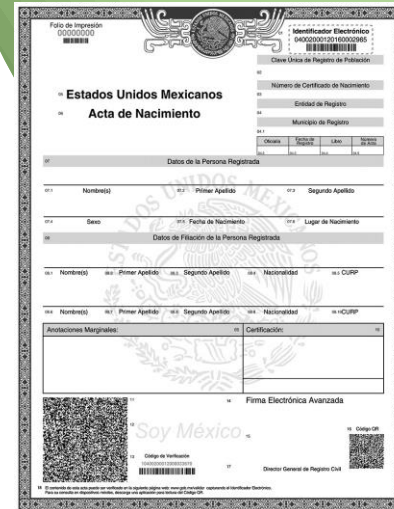 Folio de Impresión
00000000
Identificador Electrónico
04002000120160002985
Clave Única de Registro de Población
Número de Certificado de Nacimiento
Estados Unidos Mexicanos
Entidad de Registro
Acta de Nacimiento
Municipio de Registro
Oficialía Fecha de Registro Libro Número de Acta
Datos de la Persona Registrada
Nombre(s) Primer Apellido Segundo Apellido
Sexo Fecha de Nacimiento Lugar de Nacimiento
Datos de Filiación de la Persona Registrada
Nombre(s) Primer Apellido Segundo Apellido Nacionalidad CURP
Nombre(s) Primer Apellido Segundo Apellido Nacionalidad CURP
Anotaciones Marginales: Certificación:
Firma Electrónica Avanzada
Soy México
Código QR
Código de Verificación
Director General de Registro Civil